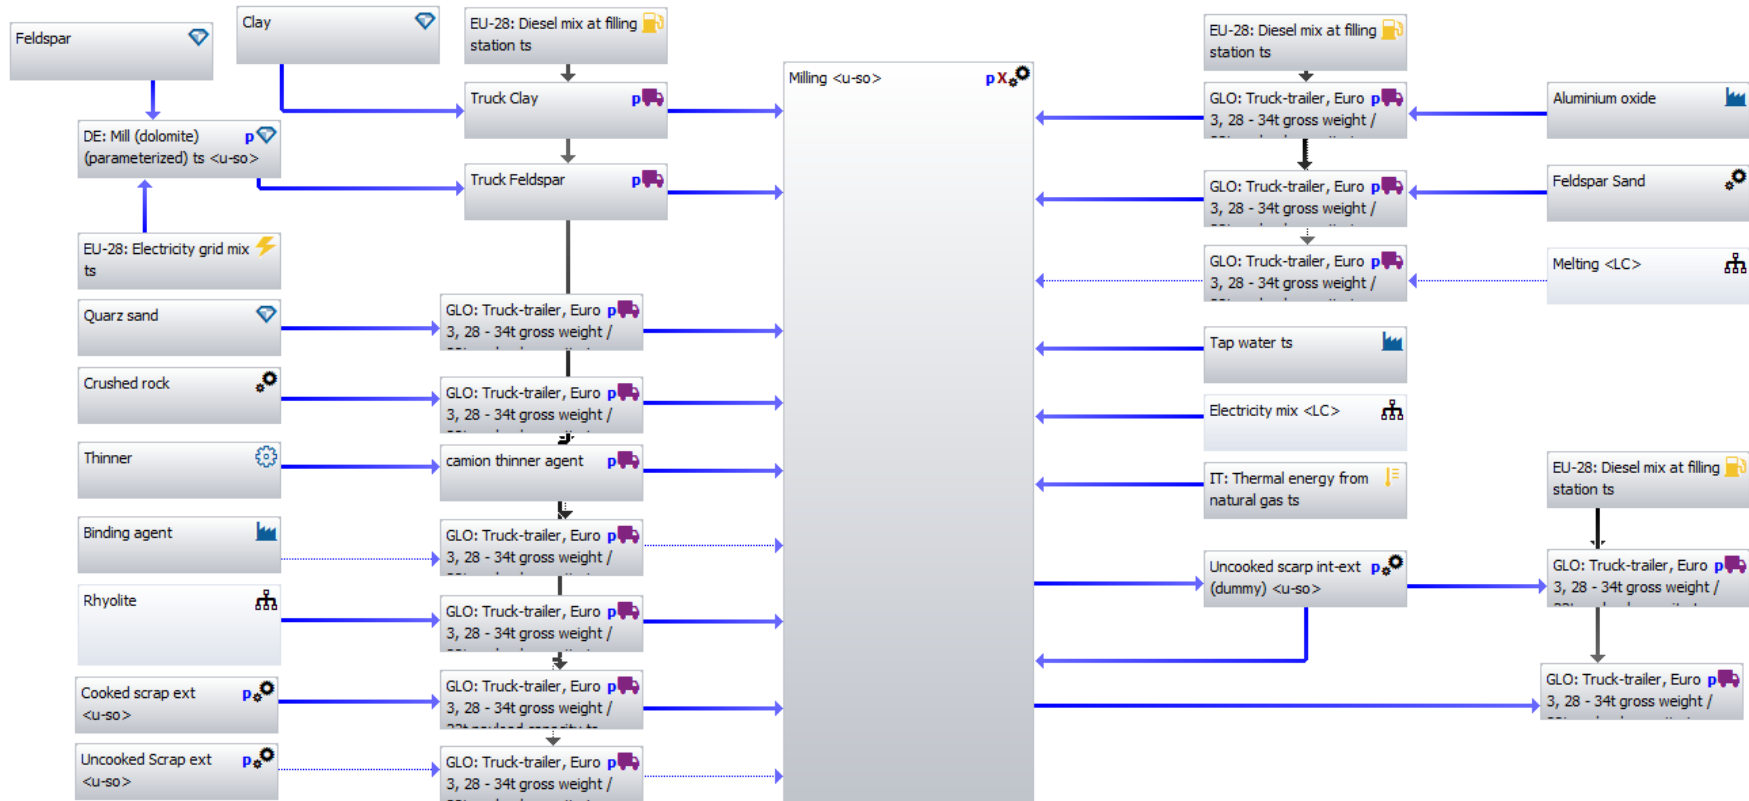 Feldspar
Clay
EU-28: Diesel mix at filling
station ts
DE: Mill (dolomite) p
(parameterized) ts <u-so>
EU-28: Electricity grid mix
ts
Truck Clay p
Truck Feldspar p
Quarz sand
GLO: Truck-trailer, Euro p
3, 28 - 34t gross weight /
Crushed rock
GLO: Truck-trailer, Euro p
3, 28 - 34t gross weight /
Thinner
camion thinner agent p
Binding agent
GLO: Truck-trailer, Euro p
3, 28 - 34t gross weight /
Rhyolite
GLO: Truck-trailer, Euro p
3, 28 - 34t gross weight /
Cooked scrap ext p
<u-so>
GLO: Truck-trailer, Euro p
3, 28 - 34t gross weight /
Uncooked Scrap ext p
<u-so>
GLO: Truck-trailer, Euro p
3, 28 - 34t gross weight /
Milling <u-so> p X
EU-28: Diesel mix at filling
station ts
GLO: Truck-trailer, Euro p
3, 28 - 34t gross weight /
Aluminium oxide
GLO: Truck-trailer, Euro p
3, 28 - 34t gross weight /
Feldspar Sand
GLO: Truck-trailer, Euro p
3, 28 - 34t gross weight /
Melting <LC>
Tap water ts
Electricity mix <LC>
IT: Thermal energy from
natural gas ts
Uncooked scarp int-ext p
(dummy) <u-so>
EU-28: Diesel mix at filling
station ts
GLO: Truck-trailer, Euro p
3, 28 - 34t gross weight /
GLO: Truck-trailer, Euro p
3, 28 - 34t gross weight /